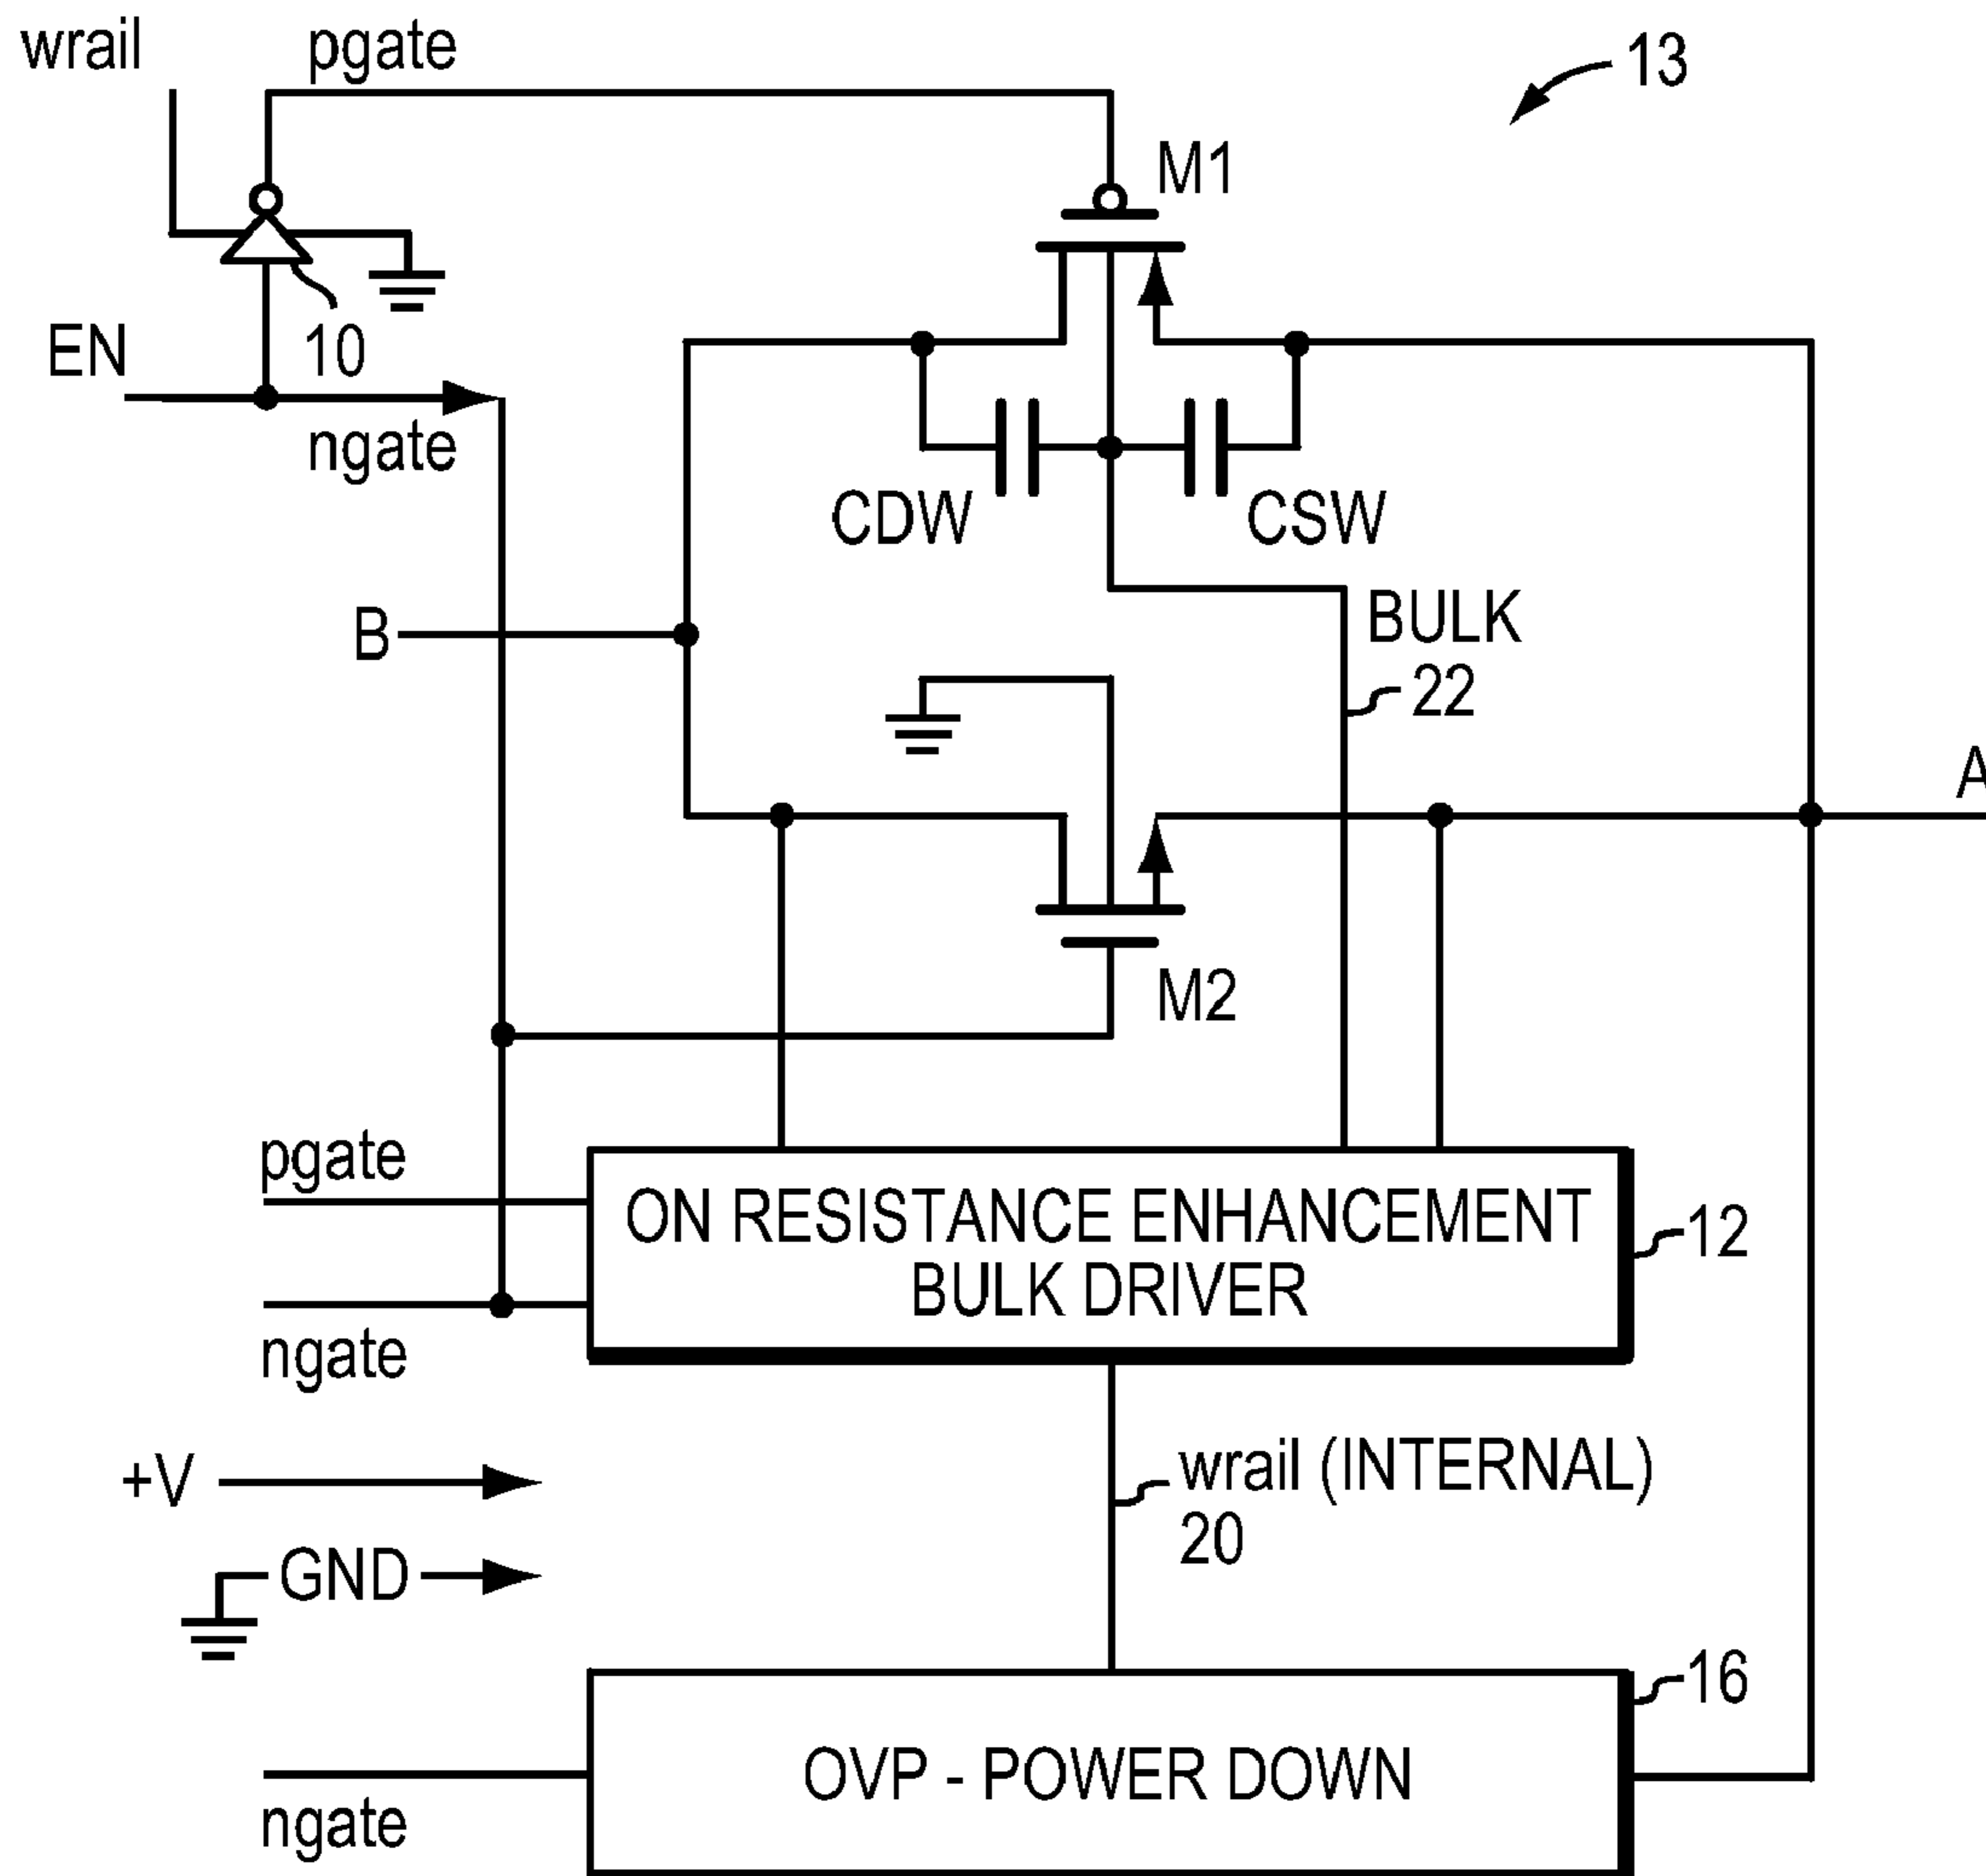 wrail
pgate
13
M1
EN
10
ngate
CDW
CSW
B
BULK
22
A
M2
pgate
ON RESISTANCE ENHANCEMENT
BULK DRIVER
12
ngate
+V
wrail (INTERNAL)
20
GND
16
OVP - POWER DOWN
ngate